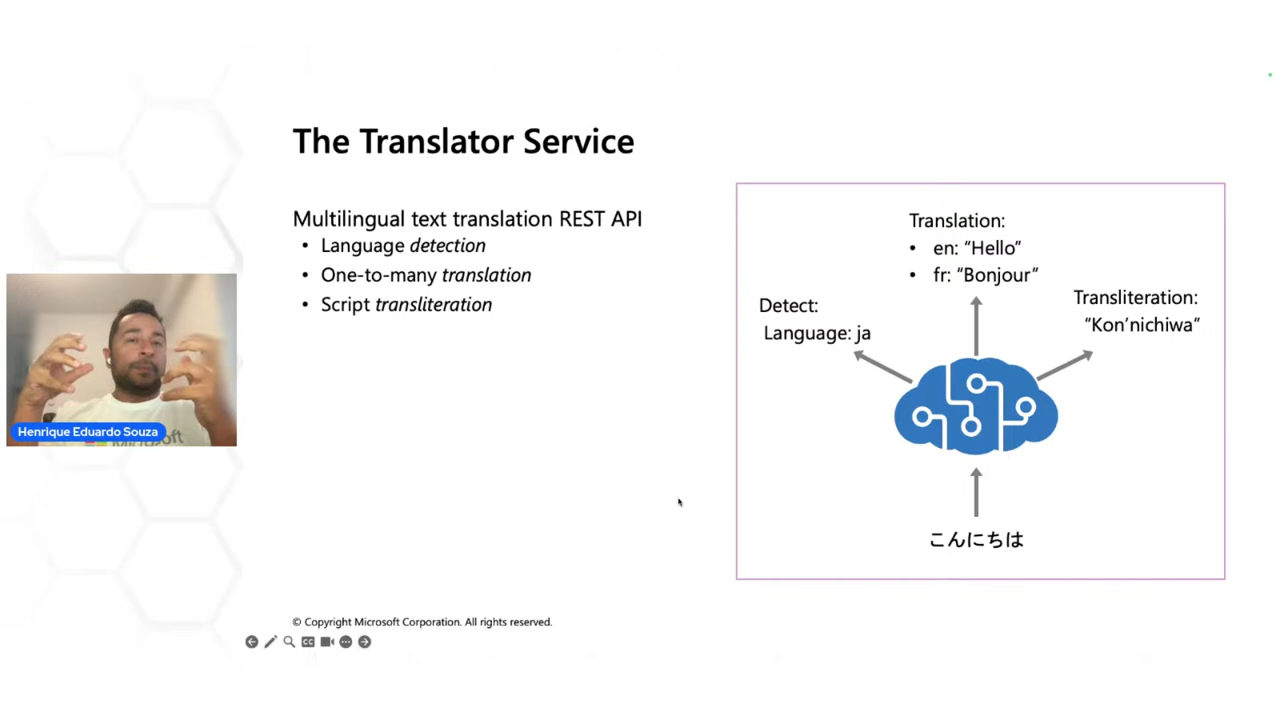 The Translator Service
Multilingual text translation REST API
• Language detection
• One-to-many translation
• Script transliteration
Translation:
• en: “Hello”
• fr: “Bonjour”
Detect:
Language: ja
Transliteration:
“Kon’nichiwa”
こんにちは
Henrique Eduardo Souza
Microsoft
© Copyright Microsoft Corporation. All rights reserved.
CC